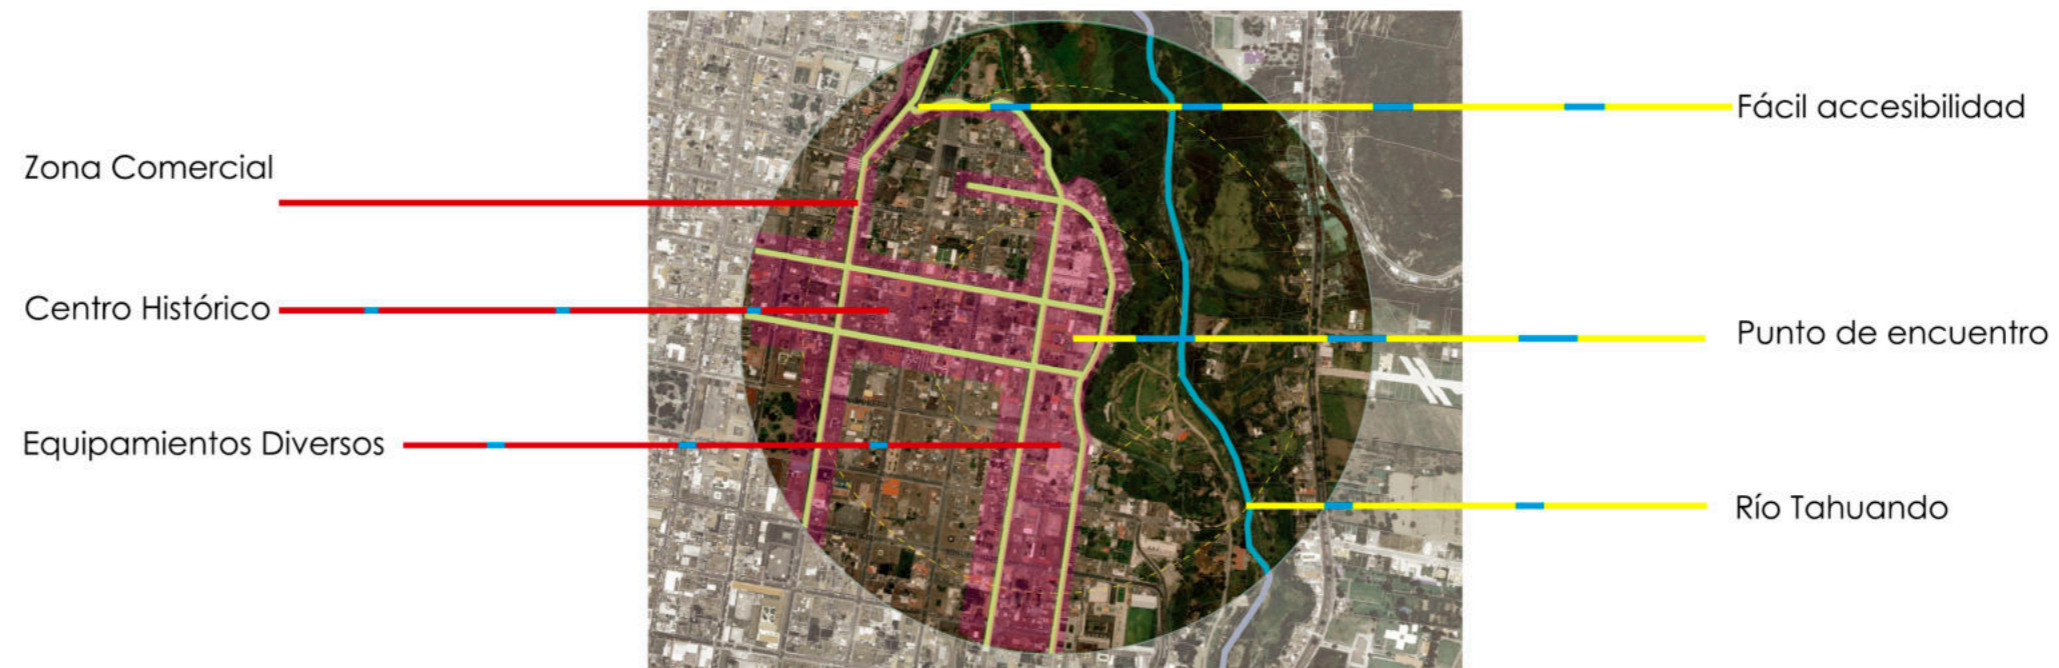 Zona Comercial
Centro Histórico
Equipamientos Diversos
Fácil accesibilidad
Punto de encuentro
Río Tahuando